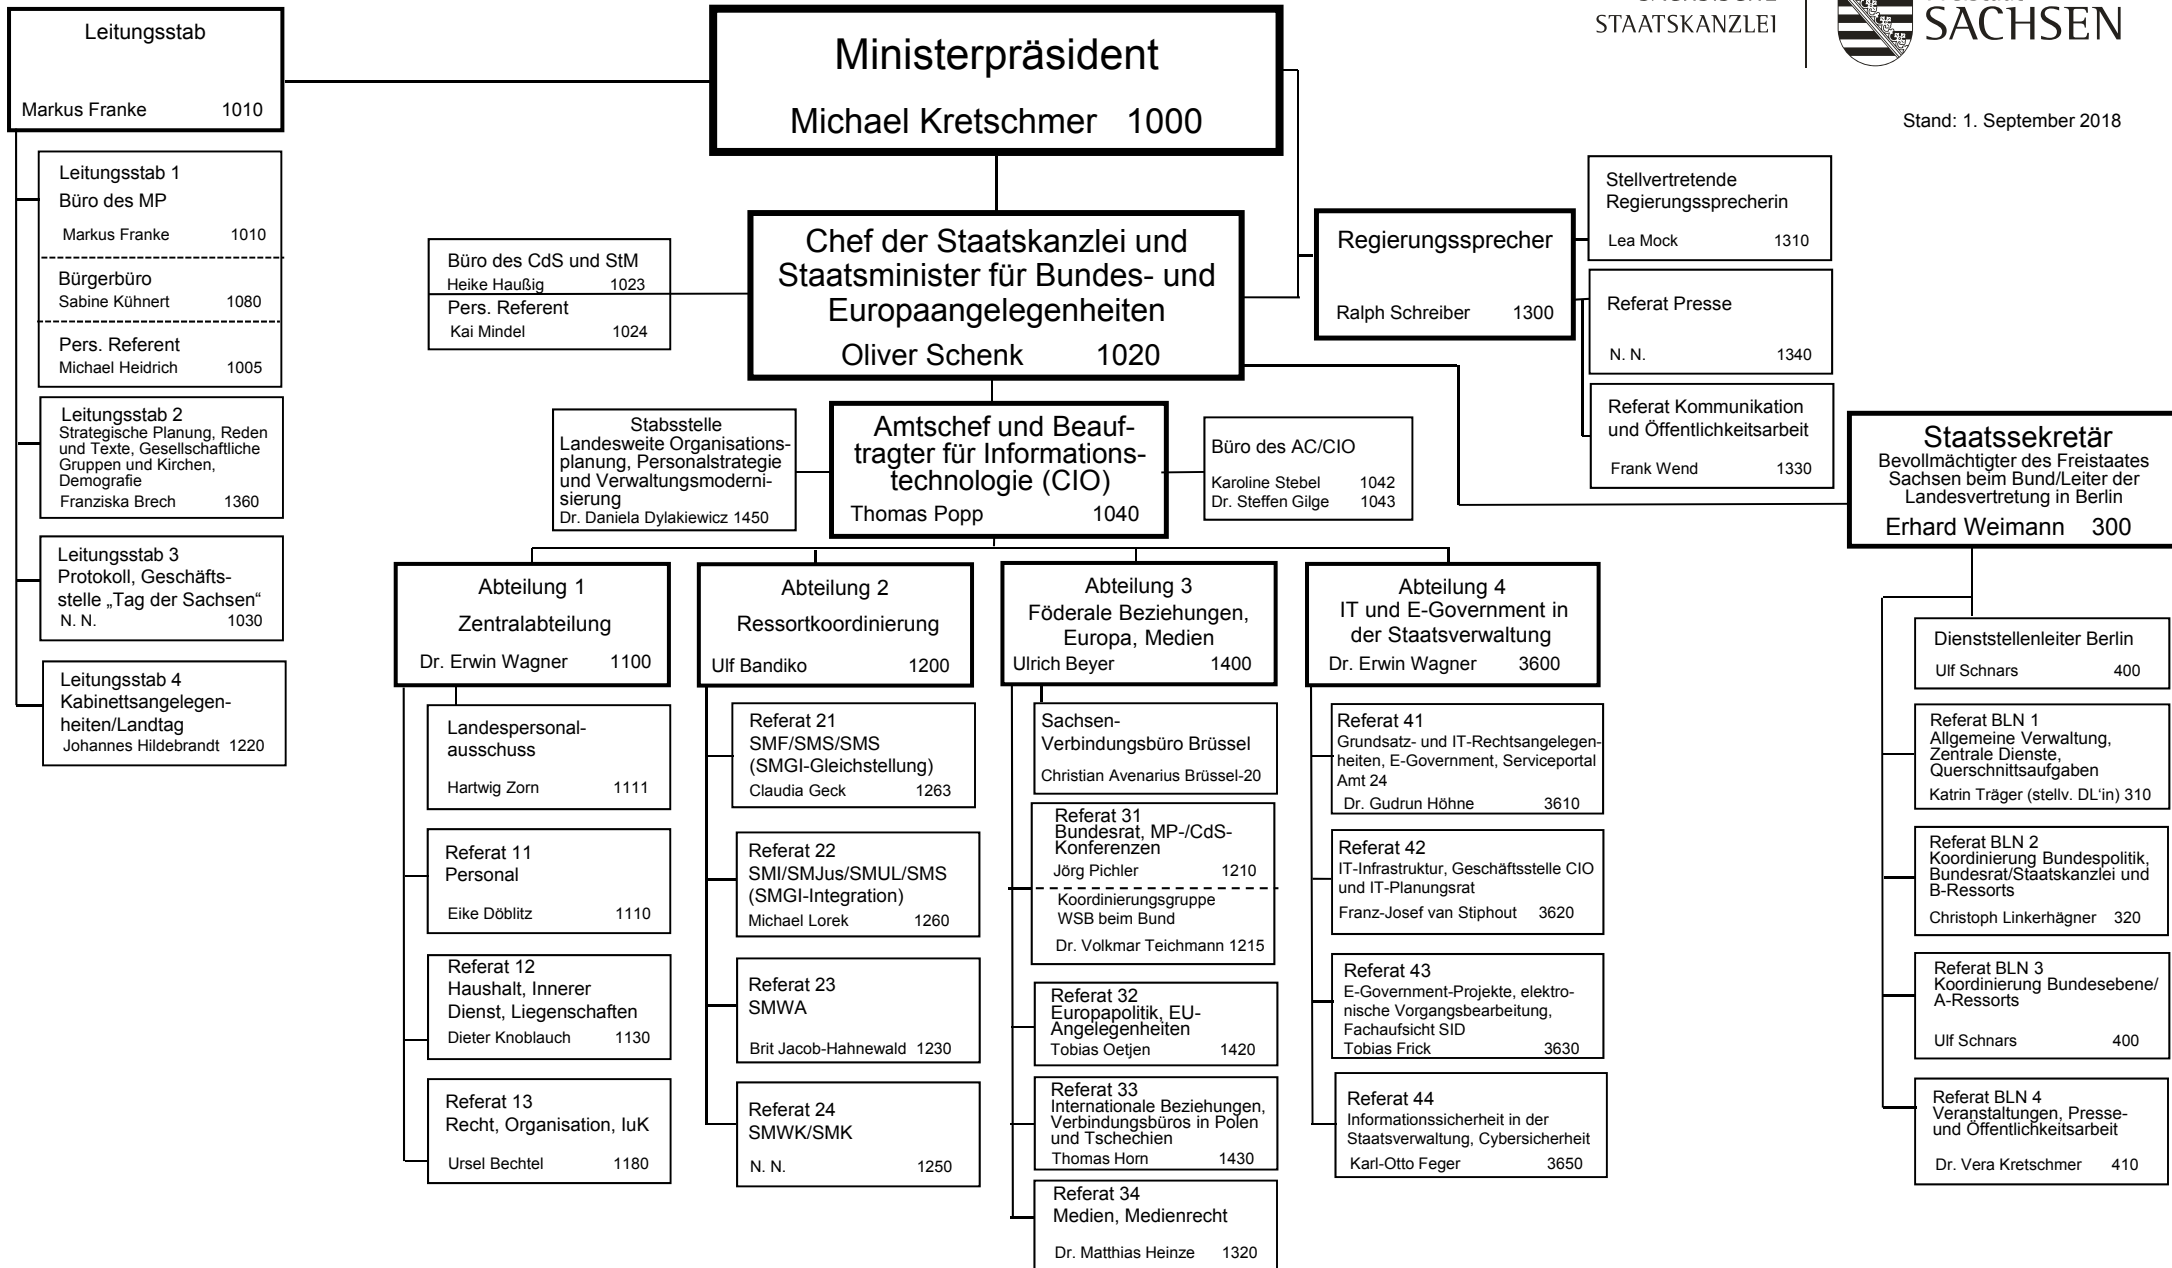 STAATSKANZLEI
SACHSEN
Stand: 1. September 2018
Ministerpräsident
Michael Kretschmer 1000
Leitungsstab
Markus Franke 1010
Leitungsstab 1
Büro des MP
Markus Franke 1010
Bürgerbüro
Sabine Kühnert 1080
Pers. Referent
Michael Heidrich 1005
Leitungsstab 2
Strategische Planung, Reden
und Texte, Gesellschaftliche
Gruppen und Kirchen,
Demografie
Franziska Brech 1360
Leitungsstab 3
Protokoll, Geschäfts-
stelle „Tag der Sachsen“
N. N. 1030
Leitungsstab 4
Kabinettsangelegen-
heiten/Landtag
Johannes Hildebrandt 1220
Büro des CdS und StM
Heike Haußig 1023
Pers. Referent
Kai Mindel 1024
Chef der Staatskanzlei und
Staatsminister für Bundes- und
Europaangelegenheiten
Oliver Schenk 1020
Regierungssprecher
Ralph Schreiber 1300
Stellvertretende
Regierungssprecherin
Lea Mock 1310
Referat Presse
N. N. 1340
Referat Kommunikation
und Öffentlichkeitsarbeit
Frank Wend 1330
Stabsstelle
Landesweite Organisations-
planung, Personalstrategie
und Verwaltungsmoderni-
sierung
Dr. Daniela Dylakiewicz 1450
Amtschef und Beauf-
tragter für Informations-
technologie (CIO)
Thomas Popp 1040
Büro des AC/CIO
Karoline Stebel 1042
Dr. Steffen Gilge 1043
Staatssekretär
Bevollmächtigter des Freistaates
Sachsen beim Bund/Leiter der
Landesvertretung in Berlin
Erhard Weimann 300
Abteilung 1
Zentralabteilung
Dr. Erwin Wagner 1100
Landespersonal-
ausschuss
Hartwig Zorn 1111
Referat 11
Personal
Eike Döblitz 1110
Referat 12
Haushalt, Innerer
Dienst, Liegenschaften
Dieter Knoblauch 1130
Referat 13
Recht, Organisation, IuK
Ursel Bechtel 1180
Abteilung 2
Ressortkoordinierung
Ulf Bandiko 1200
Referat 21
SMF/SMS/SMS
(SMGI-Gleichstellung)
Claudia Geck 1263
Referat 22
SMI/SMJus/SMUL/SMS
(SMGI-Integration)
Michael Lorek 1260
Referat 23
SMWA
Brit Jacob-Hahnewald 1230
Referat 24
SMWK/SMK
N. N. 1250
Abteilung 3
Föderale Beziehungen,
Europa, Medien
Ulrich Beyer 1400
Sachsen-
Verbindungsbüro Brüssel
Christian Avenarius Brüssel-20
Referat 31
Bundesrat, MP-/CdS-
Konferenzen
Jörg Pichler 1210
Koordinierungsgruppe
WSB beim Bund
Dr. Volkmar Teichmann 1215
Referat 32
Europapolitik, EU-
Angelegenheiten
Tobias Oetjen 1420
Referat 33
Internationale Beziehungen,
Verbindungsbüros in Polen
und Tschechien
Thomas Horn 1430
Referat 34
Medien, Medienrecht
Dr. Matthias Heinze 1320
Abteilung 4
IT und E-Government in
der Staatsverwaltung
Dr. Erwin Wagner 3600
Referat 41
Grundsatz- und IT-Rechtsangelegen-
heiten, E-Government, Serviceportal
Amt 24
Dr. Gudrun Höhne 3610
Referat 42
IT-Infrastruktur, Geschäftsstelle CIO
und IT-Planungsrat
Franz-Josef van Stiphout 3620
Referat 43
E-Government-Projekte, elektro-
nische Vorgangsbearbeitung,
Fachaufsicht SID
Tobias Frick 3630
Referat 44
Informationssicherheit in der
Staatsverwaltung, Cybersicherheit
Karl-Otto Feger 3650
Dienststellenleiter Berlin
Ulf Schnars 400
Referat BLN 1
Allgemeine Verwaltung,
Zentrale Dienste,
Querschnittsaufgaben
Katrin Träger (stellv. DL‘in) 310
Referat BLN 2
Koordinierung Bundespolitik,
Bundesrat/Staatskanzlei und
B-Ressorts
Christoph Linkerhägner 320
Referat BLN 3
Koordinierung Bundesebene/
A-Ressorts
Ulf Schnars 400
Referat BLN 4
Veranstaltungen, Presse-
und Öffentlichkeitsarbeit
Dr. Vera Kretschmer 410